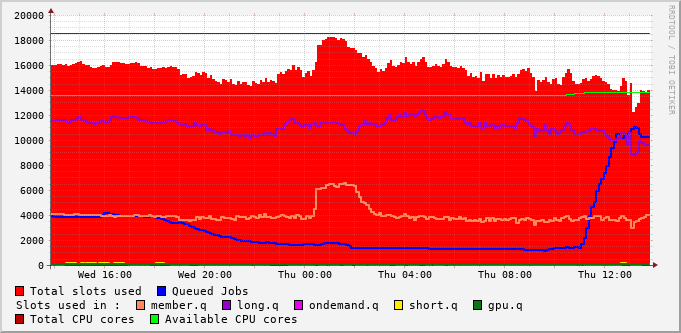 20000
18000
16000
14000
12000
10000
8000
6000
4000
2000
0
Wed 16:00 Wed 20:00 Thu 00:00 Thu 04:00 Thu 08:00 Thu 12:00
RRDTOOL / TOBI OETIKER
Total slots used Queued Jobs
Slots used in : member.q long.q ondemand.q short.q gpu.q
Total CPU cores Available CPU cores